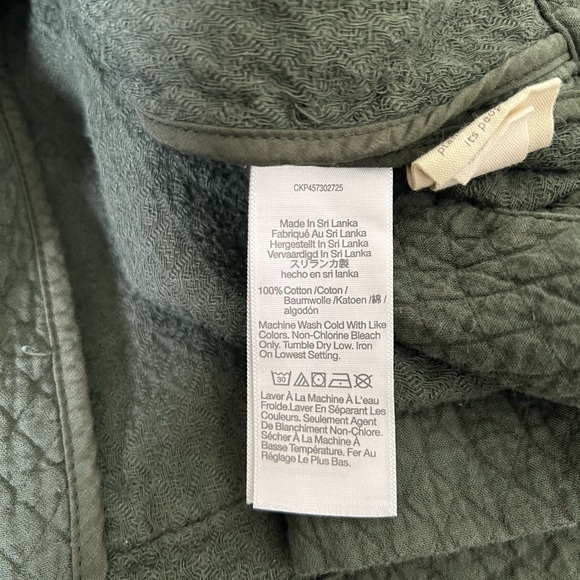 its peop
CKP457302725
Made In Sri Lanka
Fabriqué Au Sri Lanka
Hergestellt In Sri Lanka
Vervaardigd In Sri Lanka
スリランカ製
hecho en sri lanka
100% Cotton /Coton /
Baumwolle /Katoen /綿 /
algodón
Machine Wash Cold With Like
Colors. Non-Chlorine Bleach
Only. Tumble Dry Low. Iron
On Lowest Setting.
30
Laver À La Machine À L'eau
Froide.Laver En Séparant Les
Couleurs. Seulement Agent
De Blanchiment Non-Chlore.
Sécher À La Machine À
Basse Température. Fer Au
Réglage Le Plus Bas.